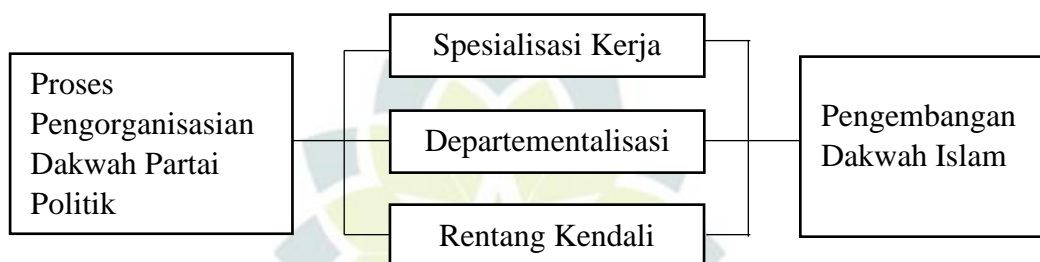 Proses
Pengorganisasian
Dakwah Partai
Politik
Spesialisasi Kerja
Departementalisasi
Rentang Kendali
Pengembangan
Dakwah Islam